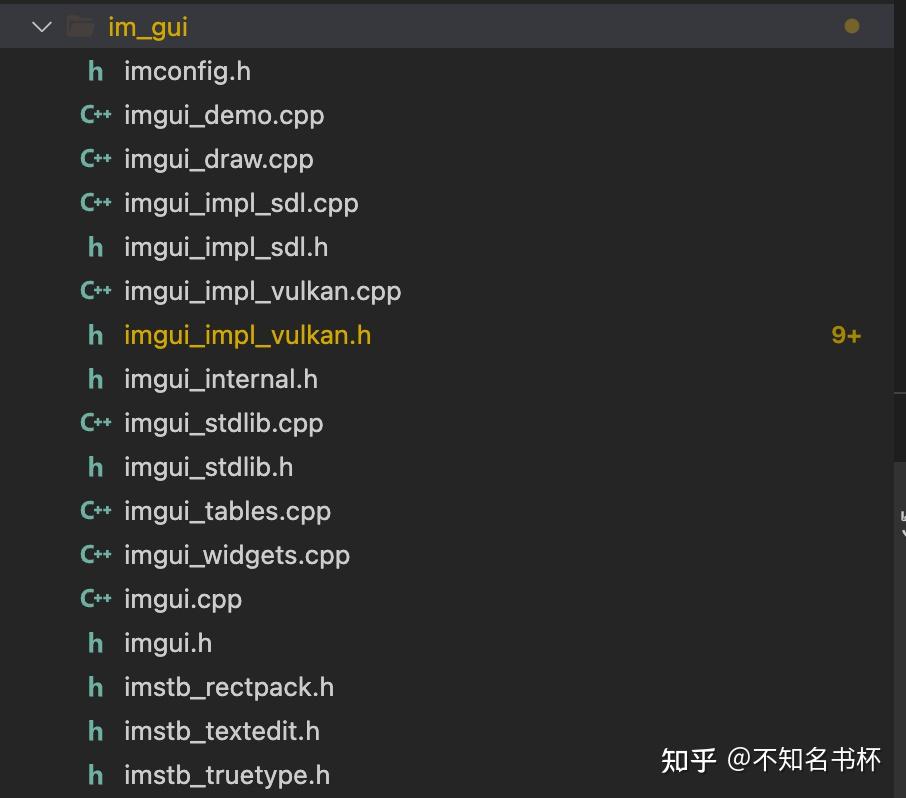 im_gui
h imconfig.h
C++ imgui_demo.cpp
C++ imgui_draw.cpp
C++ imgui_impl_sdl.cpp
h imgui_impl_sdl.h
C++ imgui_impl_vulkan.cpp
h imgui_impl_vulkan.h 9+
h imgui_internal.h
C++ imgui_stdlib.cpp
h imgui_stdlib.h
C++ imgui_tables.cpp
C++ imgui_widgets.cpp
C++ imgui.cpp
h imgui.h
h imstb_rectpack.h
h imstb_textedit.h
h imstb_truetype.h
知乎 @不知名书杯